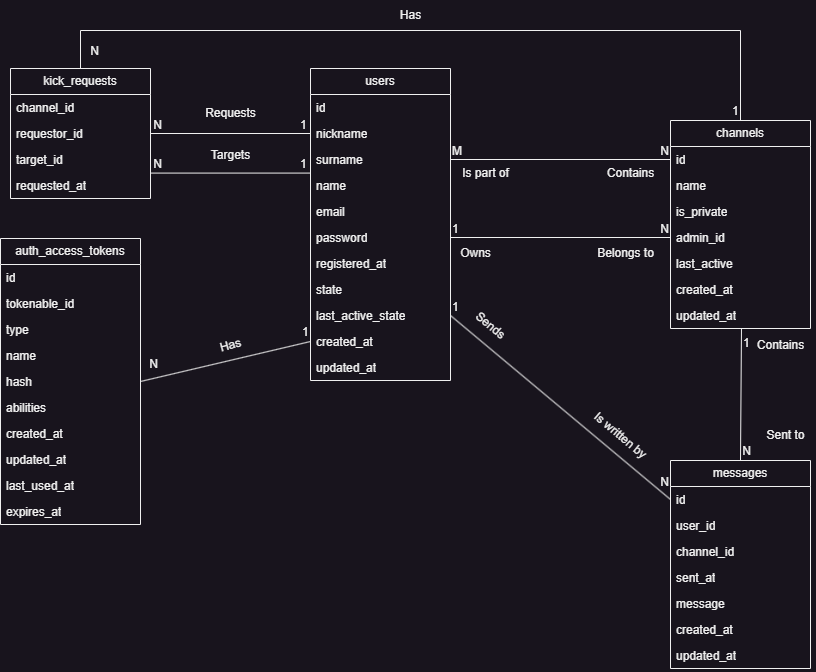 Has
N
1
kick_requests
channel_id
requestor_id
target_id
requested_at
Requests
N
1
Targets
N
1
users
id
nickname
surname
name
email
password
registered_at
state
last_active_state
created_at
updated_at
M
N
Is part of
Contains
1
N
Owns
Belongs to
channels
id
name
is_private
admin_id
last_active
created_at
updated_at
auth_access_tokens
id
tokenable_id
type
name
hash
abilities
created_at
updated_at
last_used_at
expires_at
N
Has
1
1
Sends
Is written by
N
1
Contains
Sent to
N
messages
id
user_id
channel_id
sent_at
message
created_at
updated_at